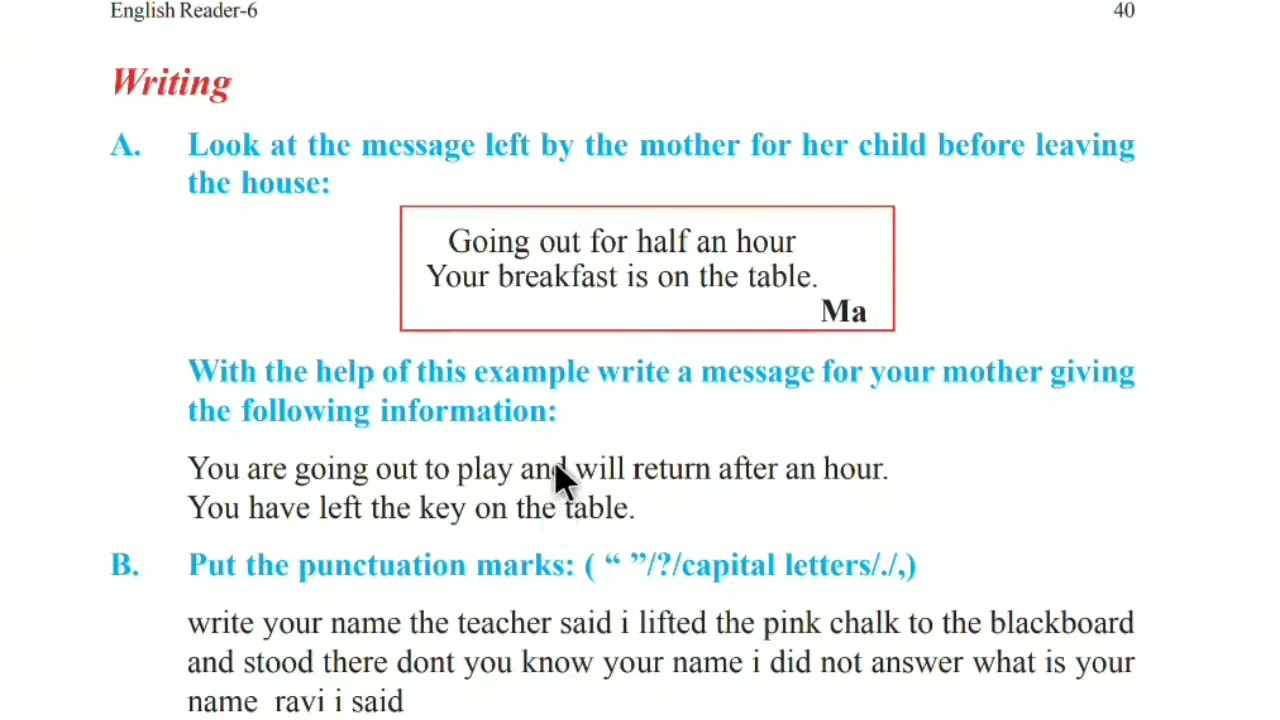 English Reader-6 40
Writing
A. Look at the message left by the mother for her child before leaving
the house:
Going out for half an hour
Your breakfast is on the table.
Ma
With the help of this example write a message for your mother giving
the following information:
You are going out to play and will return after an hour.
You have left the key on the table.
B. Put the punctuation marks: ( “ ”/?/capital letters/./,)
write your name the teacher said i lifted the pink chalk to the blackboard
and stood there dont you know your name i did not answer what is your
name ravi i said